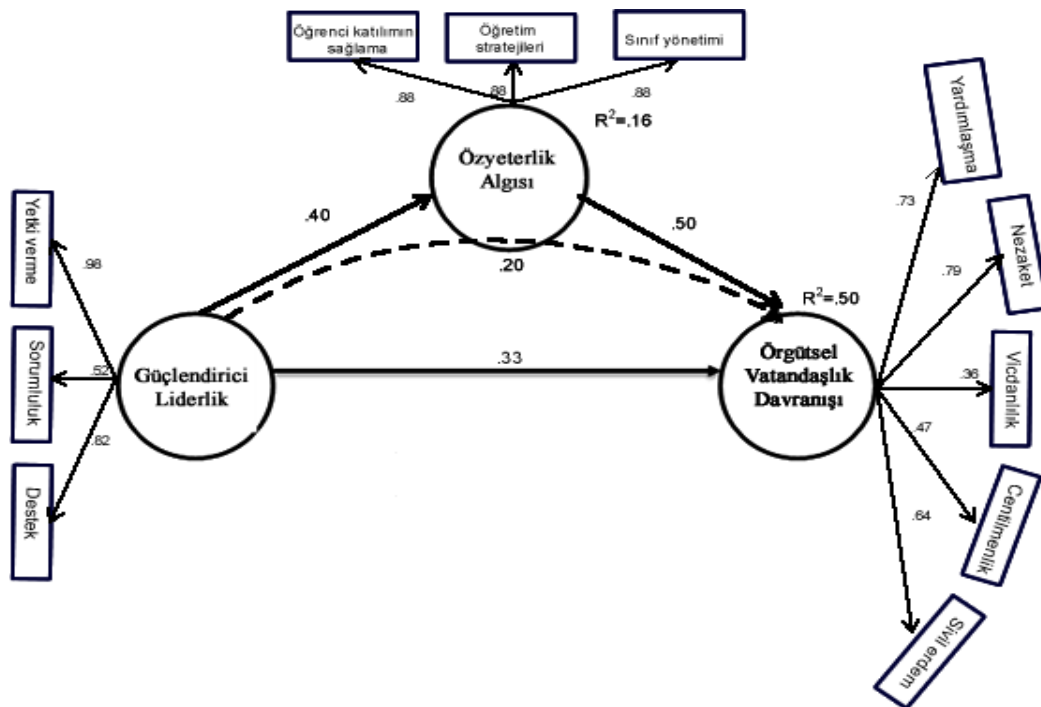 Öğrenci katılımın
sağlama
Öğretim
stratejileri
Sınıf yönetimi
.88
.88
.88
R²=.16
Özyeterlik
Algısı
Yardımlaşma
.73
Nezaket
.79
Yetki verme
.98
.40
.50
.20
R²=.50
Sorumluluk
.52
Güçlendirici
Liderlik
.33
Örgütsel
Vatandaşlık
Davranışı
.36
Vicdanlılık
.82
Destek
.47
Centilmenlik
.64
Sivil erdem